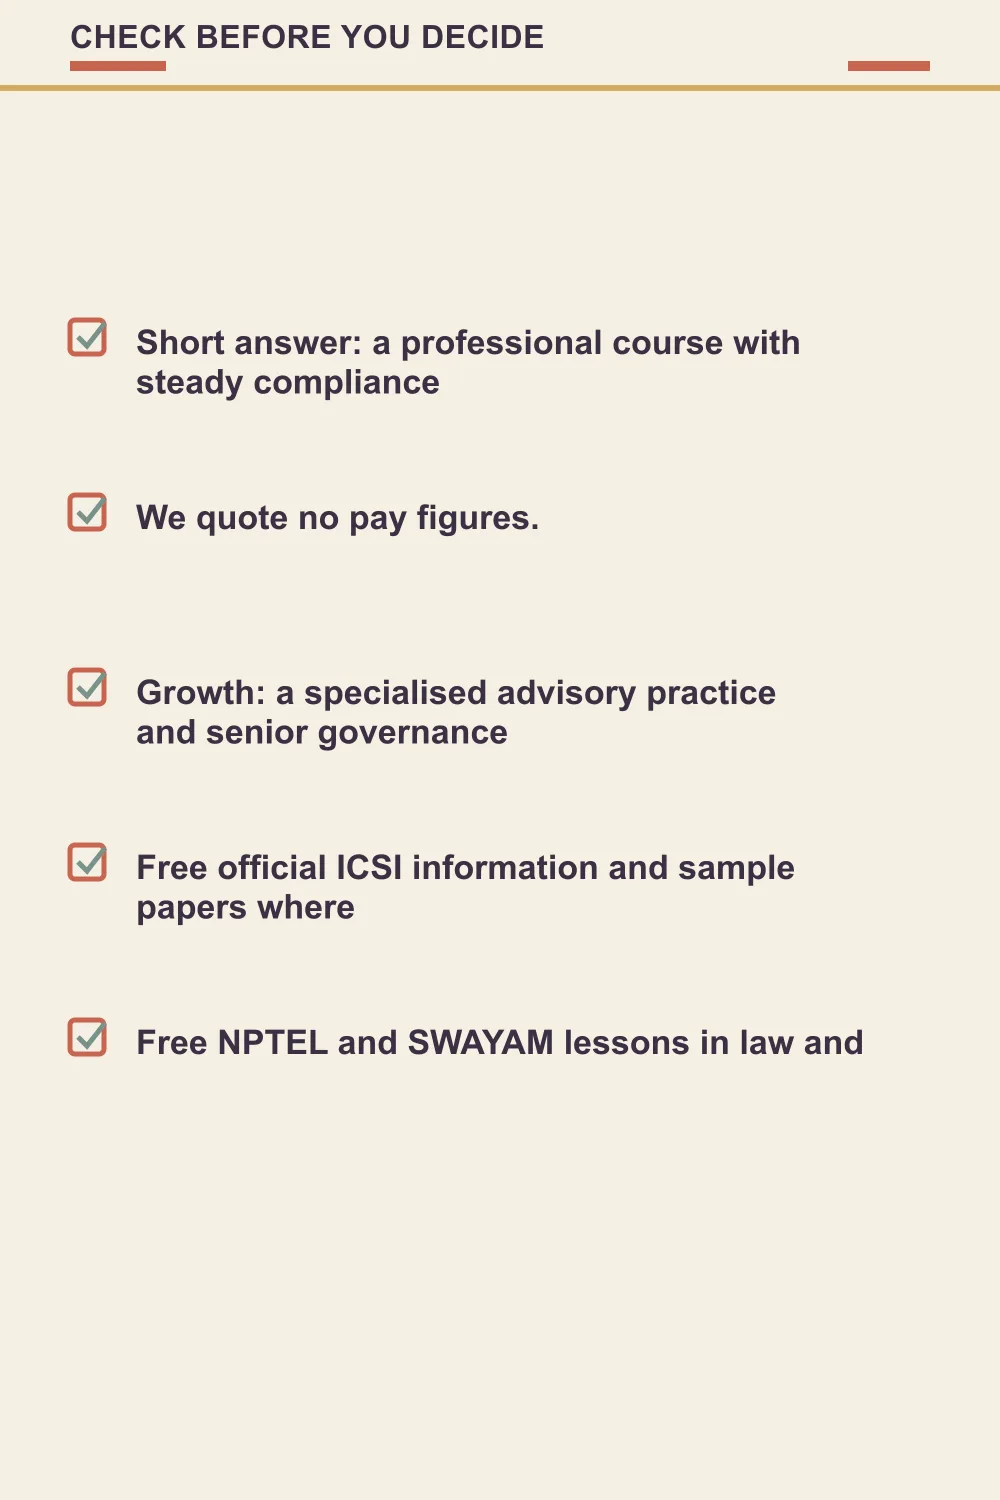 CHECK BEFORE YOU DECIDE
Short answer: a professional course with
steady compliance
We quote no pay figures.
Growth: a specialised advisory practice
and senior governance
Free official ICSI information and sample
papers where
Free NPTEL and SWAYAM lessons in law and